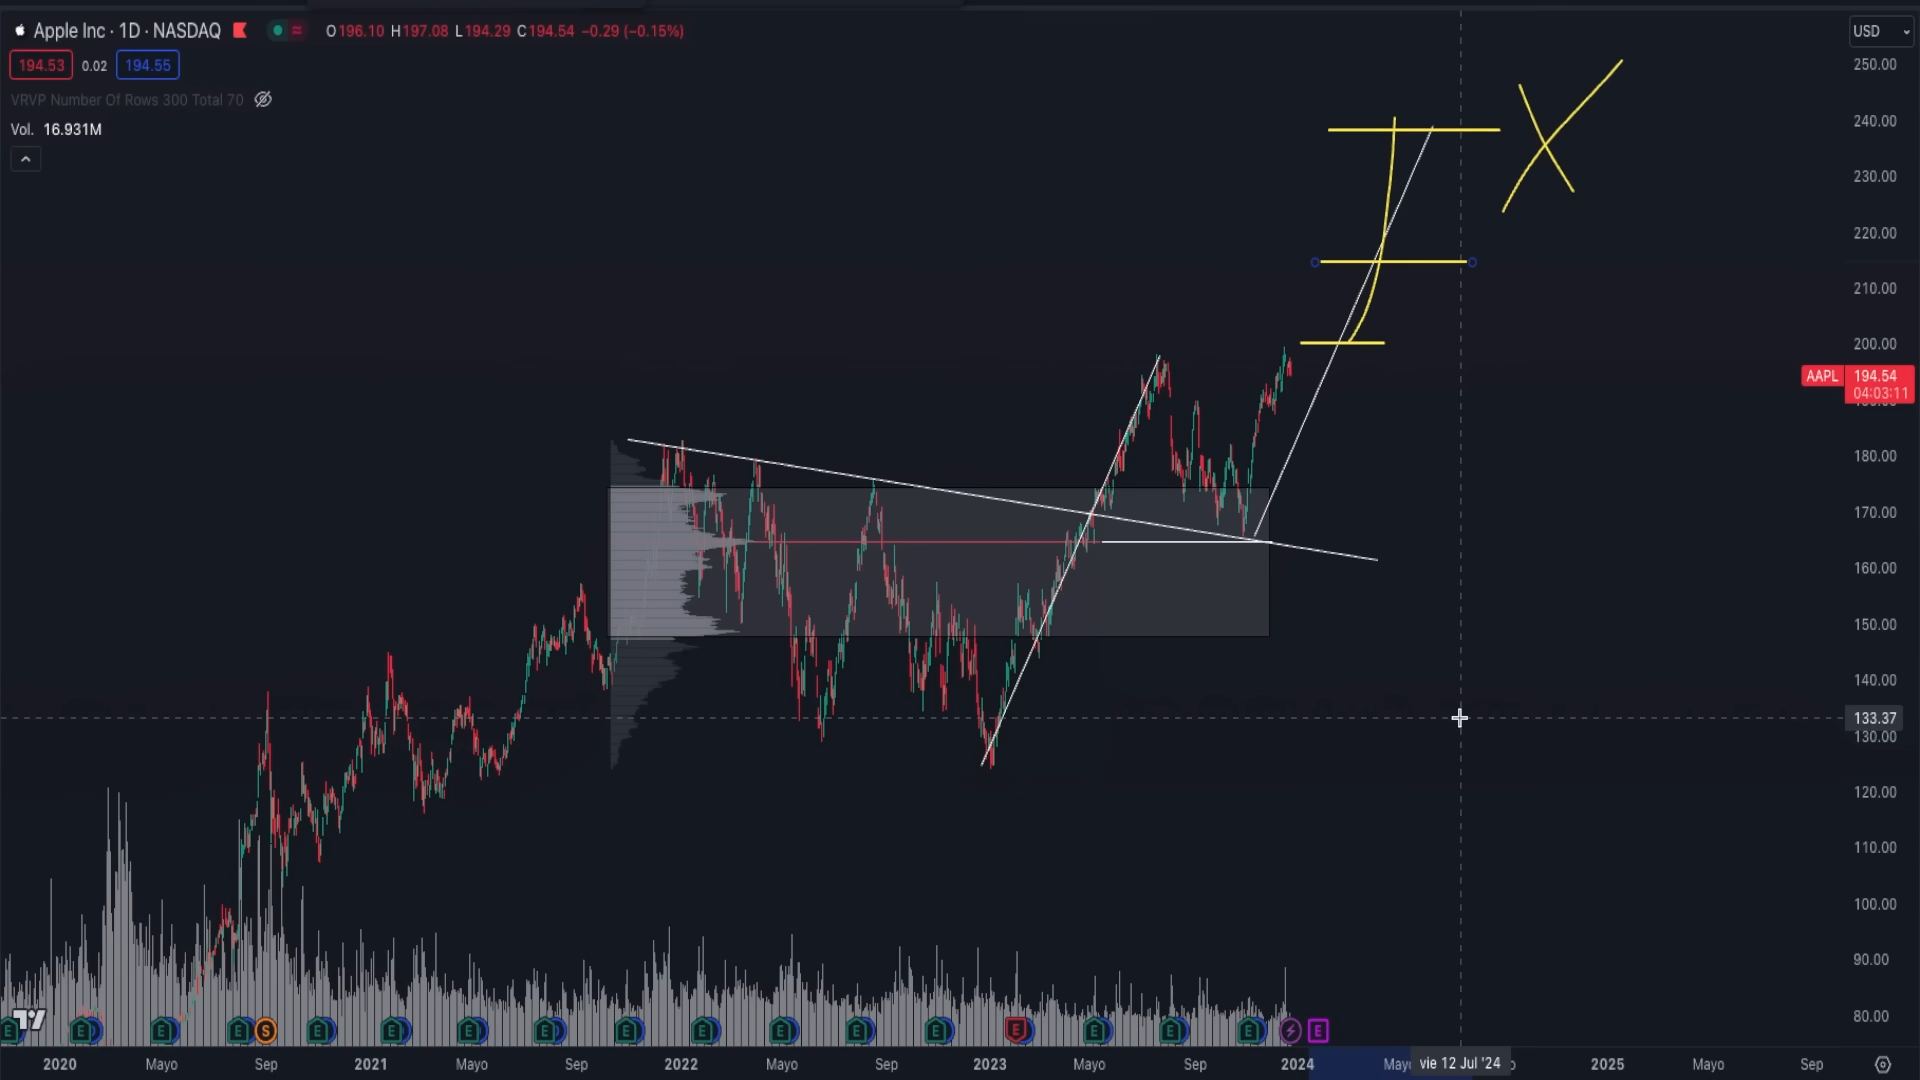 Apple Inc · 1D · NASDAQ O196.10 H197.08 L194.29 C194.54 −0.29 (−0.15%)
USD
194.53 0.02 194.55
VRVP Number Of Rows 300 Total 70
Vol. 16.931M
250.00
240.00
230.00
220.00
210.00
200.00
AAPL 194.54
04:03:11
180.00
170.00
160.00
150.00
140.00
133.37
130.00
120.00
110.00
100.00
90.00
80.00
E E E E S E E E E E E E E E E E E E E E
2020 Mayo Sep 2021 Mayo Sep 2022 Mayo Sep 2023 Mayo Sep 2024 May vie 12 Jul '24 2025 Mayo Sep